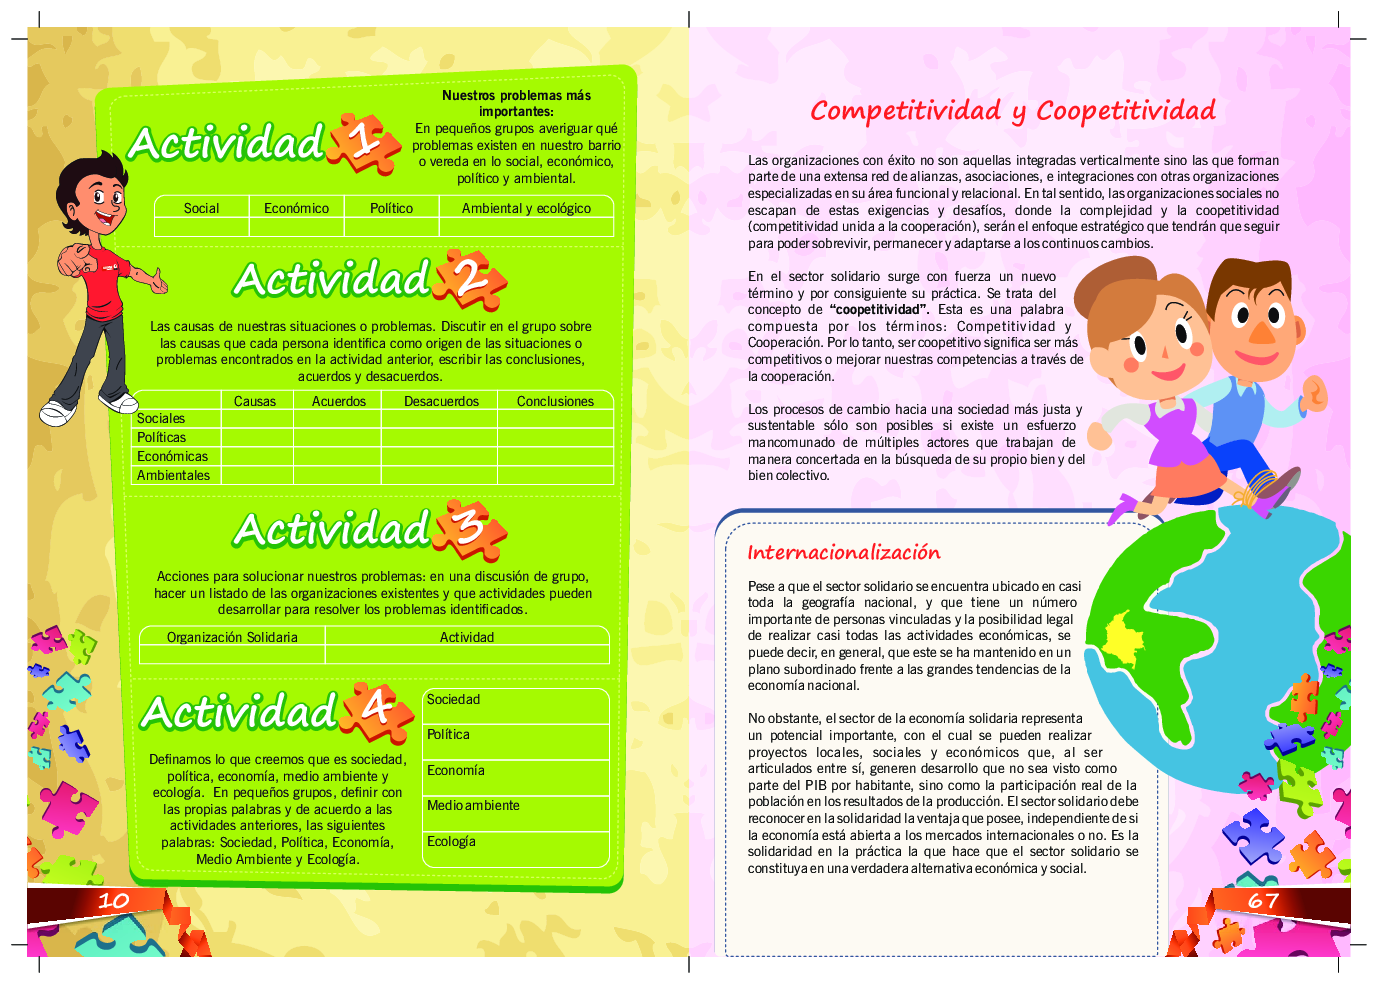 Actividad 1
Nuestros problemas más
importantes:
En pequeños grupos averiguar qué
problemas existen en nuestro barrio
o vereda en lo social, económico,
político y ambiental.
Social Económico Político Ambiental y ecológico
Actividad 2
Las causas de nuestras situaciones o problemas. Discutir en el grupo sobre
las causas que cada persona identifica como origen de las situaciones o
problemas encontrados en la actividad anterior, escribir las conclusiones,
acuerdos y desacuerdos.
Causas Acuerdos Desacuerdos Conclusiones
Sociales
Políticas
Económicas
Ambientales
Actividad 3
Acciones para solucionar nuestros problemas: en una discusión de grupo,
hacer un listado de las organizaciones existentes y que actividades pueden
desarrollar para resolver los problemas identificados.
Organización Solidaria Actividad
Actividad 4
Definamos lo que creemos que es sociedad,
política, economía, medio ambiente y
ecología. En pequeños grupos, definir con
las propias palabras y de acuerdo a las
actividades anteriores, las siguientes
palabras: Sociedad, Política, Economía,
Medio Ambiente y Ecología.
Sociedad
Política
Economía
Medio ambiente
Ecología
10
Competitividad y Coopetitividad
Las organizaciones con éxito no son aquellas integradas verticalmente sino las que forman
parte de una extensa red de alianzas, asociaciones, e integraciones con otras organizaciones
especializadas en su área funcional y relacional. En tal sentido, las organizaciones sociales no
escapan de estas exigencias y desafíos, donde la complejidad y la coopetitividad
(competitividad unida a la cooperación), serán el enfoque estratégico que tendrán que seguir
para poder sobrevivir, permanecer y adaptarse a los continuos cambios.
En el sector solidario surge con fuerza un nuevo
término y por consiguiente su práctica. Se trata del
concepto de “coopetitividad”. Esta es una palabra
compuesta por los términos: Competitividad y
Cooperación. Por lo tanto, ser coopetitivo significa ser más
competitivos o mejorar nuestras competencias a través de
la cooperación.
Los procesos de cambio hacia una sociedad más justa y
sustentable sólo son posibles si existe un esfuerzo
mancomunado de múltiples actores que trabajan de
manera concertada en la búsqueda de su propio bien y del
bien colectivo.
Internacionalización
Pese a que el sector solidario se encuentra ubicado en casi
toda la geografía nacional, y que tiene un número
importante de personas vinculadas y la posibilidad legal
de realizar casi todas las actividades económicas, se
puede decir, en general, que este se ha mantenido en un
plano subordinado frente a las grandes tendencias de la
economía nacional.
No obstante, el sector de la economía solidaria representa
un potencial importante, con el cual se pueden realizar
proyectos locales, sociales y económicos que, al ser
articulados entre sí, generen desarrollo que no sea visto como
parte del PIB por habitante, sino como la participación real de la
población en los resultados de la producción. El sector solidario debe
reconocer en la solidaridad la ventaja que posee, independiente de si
la economía está abierta a los mercados internacionales o no. Es la
solidaridad en la práctica la que hace que el sector solidario se
constituya en una verdadera alternativa económica y social.
67